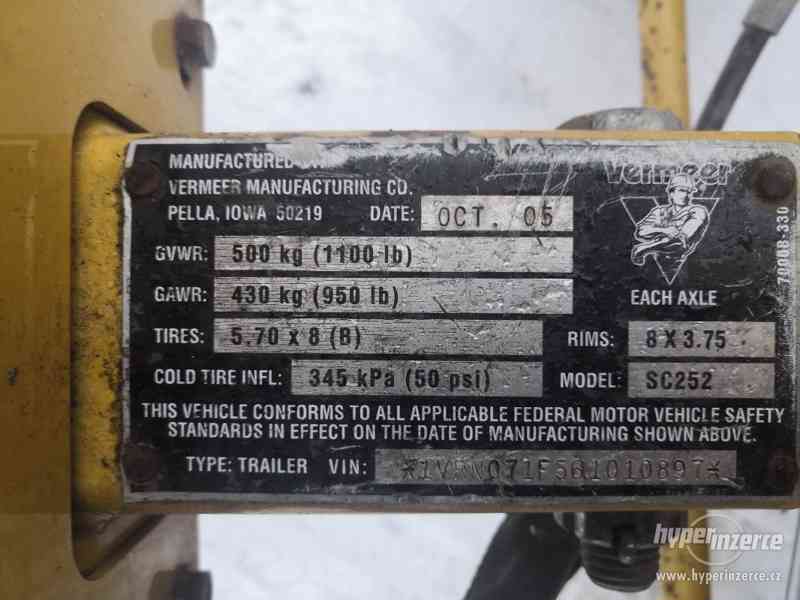 MANUFACTURED
Vermeer
VERMEER MANUFACTURING CO.
PELLA, IOWA 50219 DATE: OCT. 05
GVWR: 500 kg (1100 lb)
GAWR: 430 kg (950 lb) EACH AXLE
TIRES: 5.70 x 8 (B) RIMS: 8 X 3.75
COLD TIRE INFL: 345 kPa (50 psi) MODEL: SC252
THIS VEHICLE CONFORMS TO ALL APPLICABLE FEDERAL MOTOR VEHICLE SAFETY
STANDARDS IN EFFECT ON THE DATE OF MANUFACTURING SHOWN ABOVE.
TYPE: TRAILER VIN:
70008-330
hyperinzerce
www.hyperinzerce.cz